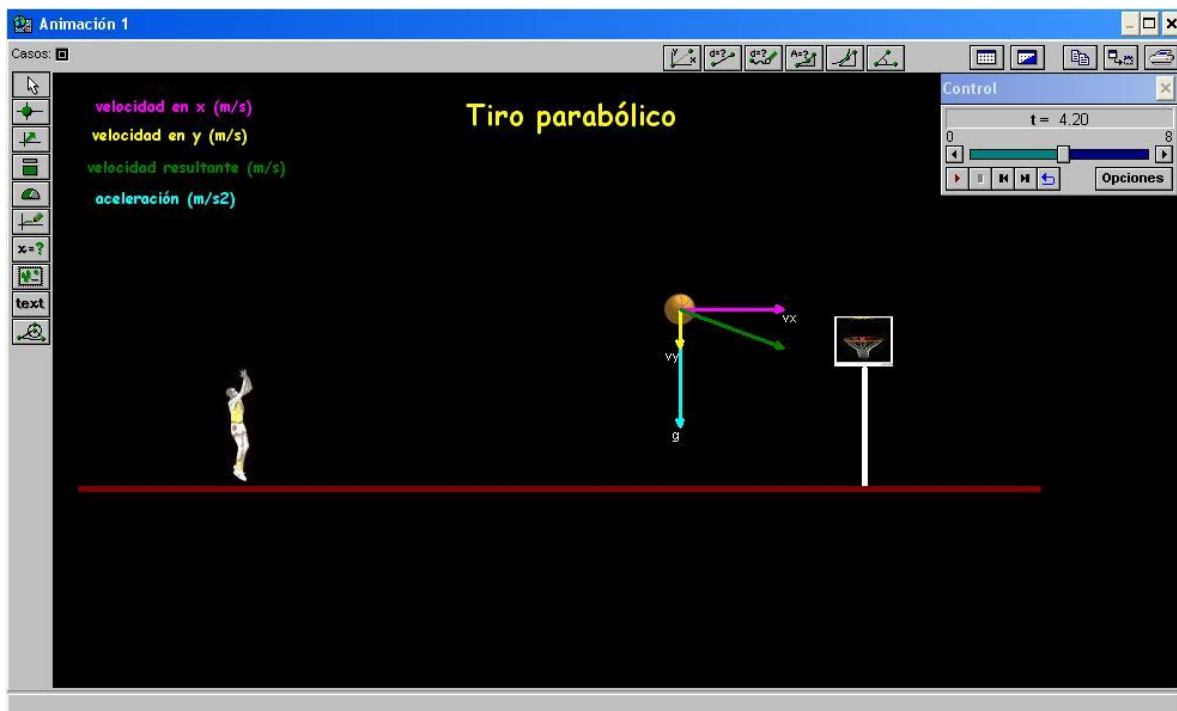 Animación 1
Casos:
Control
t = 4.20
0 8
Opciones
x=?
text
d=?
d=?
A=?
velocidad en x (m/s)
velocidad en y (m/s)
velocidad resultante (m/s)
aceleración (m/s2)
Tiro parabólico
vx
vy
g